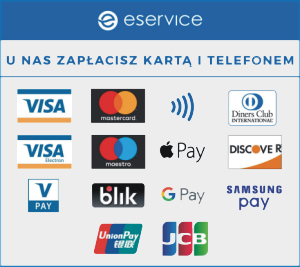 eservice
U NAS ZAPŁACISZ KARTĄ I TELEFONEM
VISA
mastercard
Diners Club
INTERNATIONAL
VISA
Electron
maestro
Pay
DISCOVER
V
PAY
blik
G Pay
SAMSUNG
pay
UnionPay
银联
JCB